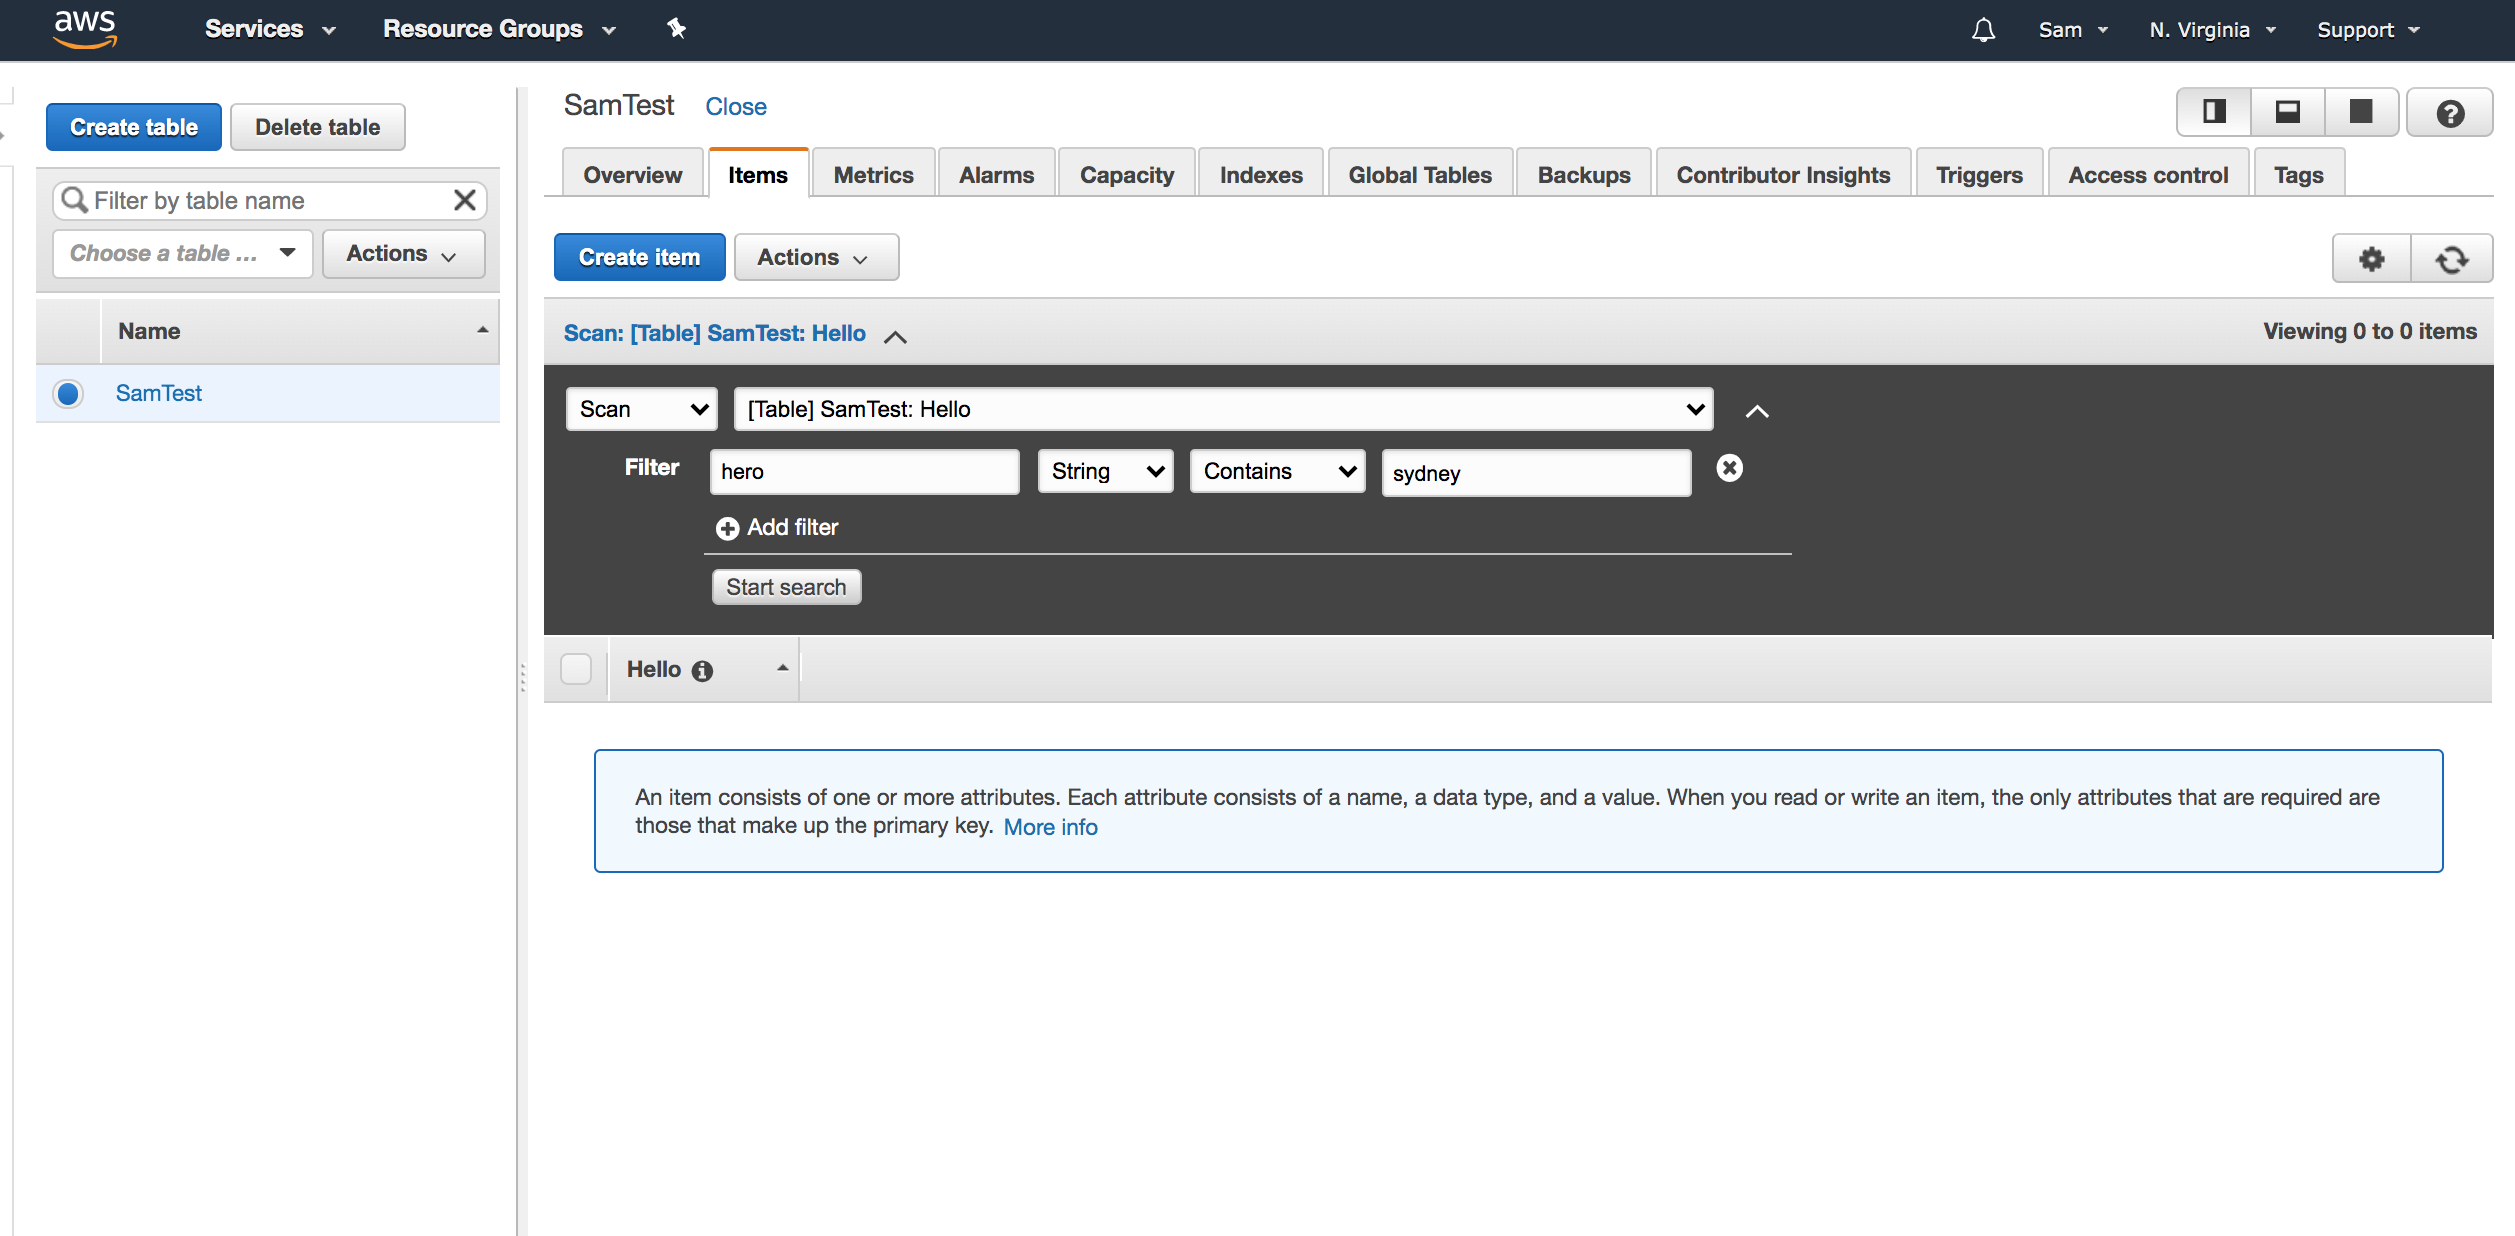 aws Services Resource Groups Sam N. Virginia Support
Create table Delete table
Filter by table name
Choose a table ... Actions
Name
SamTest
SamTest Close
Overview Items Metrics Alarms Capacity Indexes Global Tables Backups Contributor Insights Triggers Access control Tags
Create item Actions
Scan: [Table] SamTest: Hello Viewing 0 to 0 items
Scan [Table] SamTest: Hello
Filter hero String Contains sydney
Add filter
Start search
Hello
An item consists of one or more attributes. Each attribute consists of a name, a data type, and a value. When you read or write an item, the only attributes that are required are
those that make up the primary key. More info